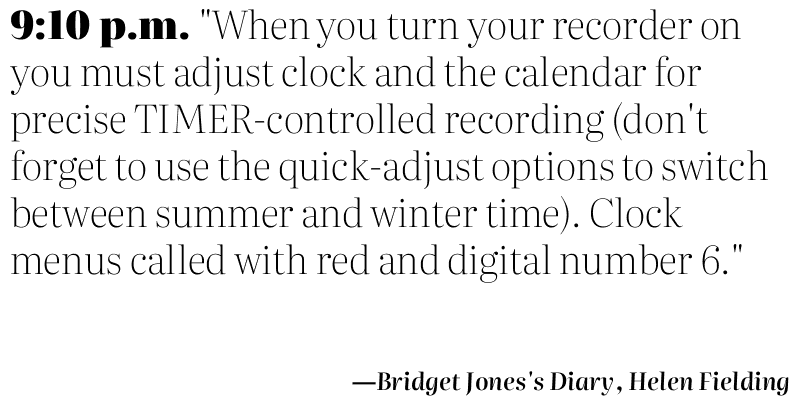 9:10 p.m. "When you turn your recorder on
you must adjust clock and the calendar for
precise TIMER-controlled recording (don't
forget to use the quick-adjust options to switch
between summer and winter time). Clock
menus called with red and digital number 6."
—Bridget Jones's Diary, Helen Fielding